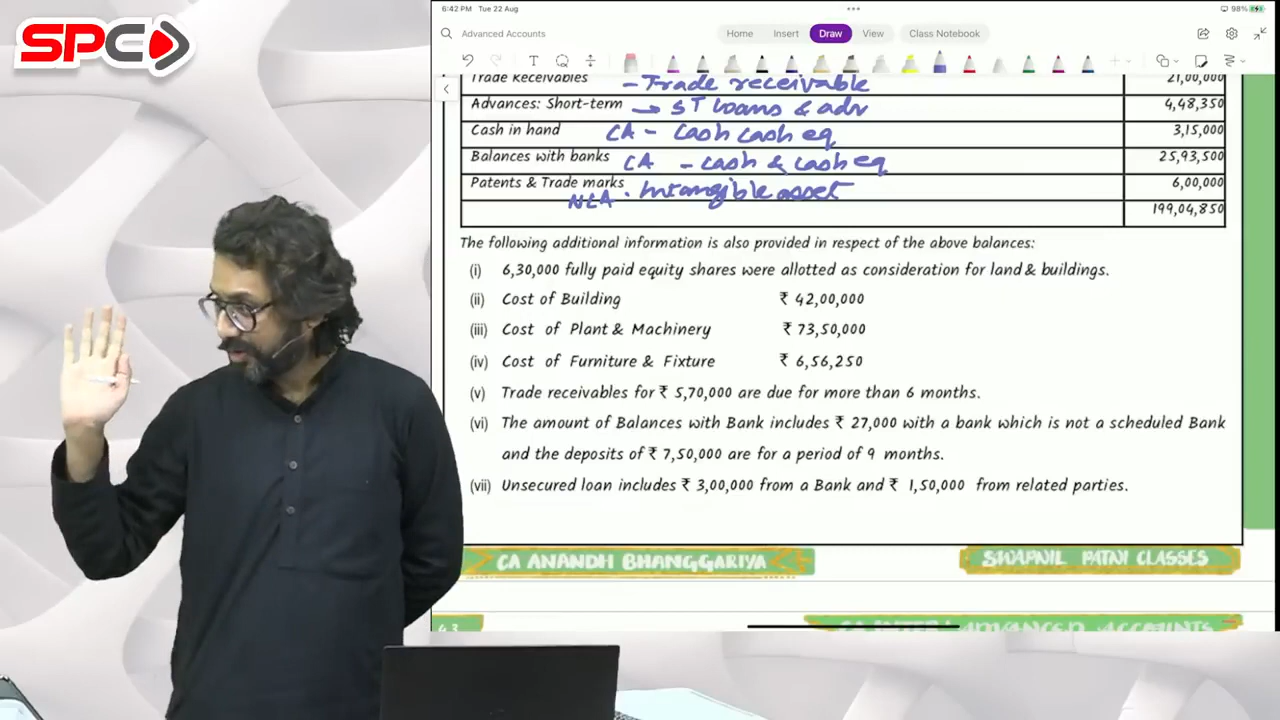 SPC
6:42 PM Tue 22 Aug
98%
Advanced Accounts
Home Insert Draw View Class Notebook
Trade Receivables - Trade receivable 21,00,000
Advances: Short-term → ST loans & adv 4,48,350
Cash in hand CA - Cash cash eq 3,15,000
Balances with banks CA - cash & cash eq 25,93,500
Patents & Trade marks NCA . Intangible asset 6,00,000
199,04,850
The following additional information is also provided in respect of the above balances:
(i) 6,30,000 fully paid equity shares were allotted as consideration for land & buildings.
(ii) Cost of Building ₹ 42,00,000
(iii) Cost of Plant & Machinery ₹ 73,50,000
(iv) Cost of Furniture & Fixture ₹ 6,56,250
(v) Trade receivables for ₹ 5,70,000 are due for more than 6 months.
(vi) The amount of Balances with Bank includes ₹ 27,000 with a bank which is not a scheduled Bank
and the deposits of ₹ 7,50,000 are for a period of 9 months.
(vii) Unsecured loan includes ₹ 3,00,000 from a Bank and ₹ 1,50,000 from related parties.
CA ANANDH BHANGGARIYA SWAPNIL PATNI CLASSES
4.3 CA INTER ADVANCED ACCOUNTS